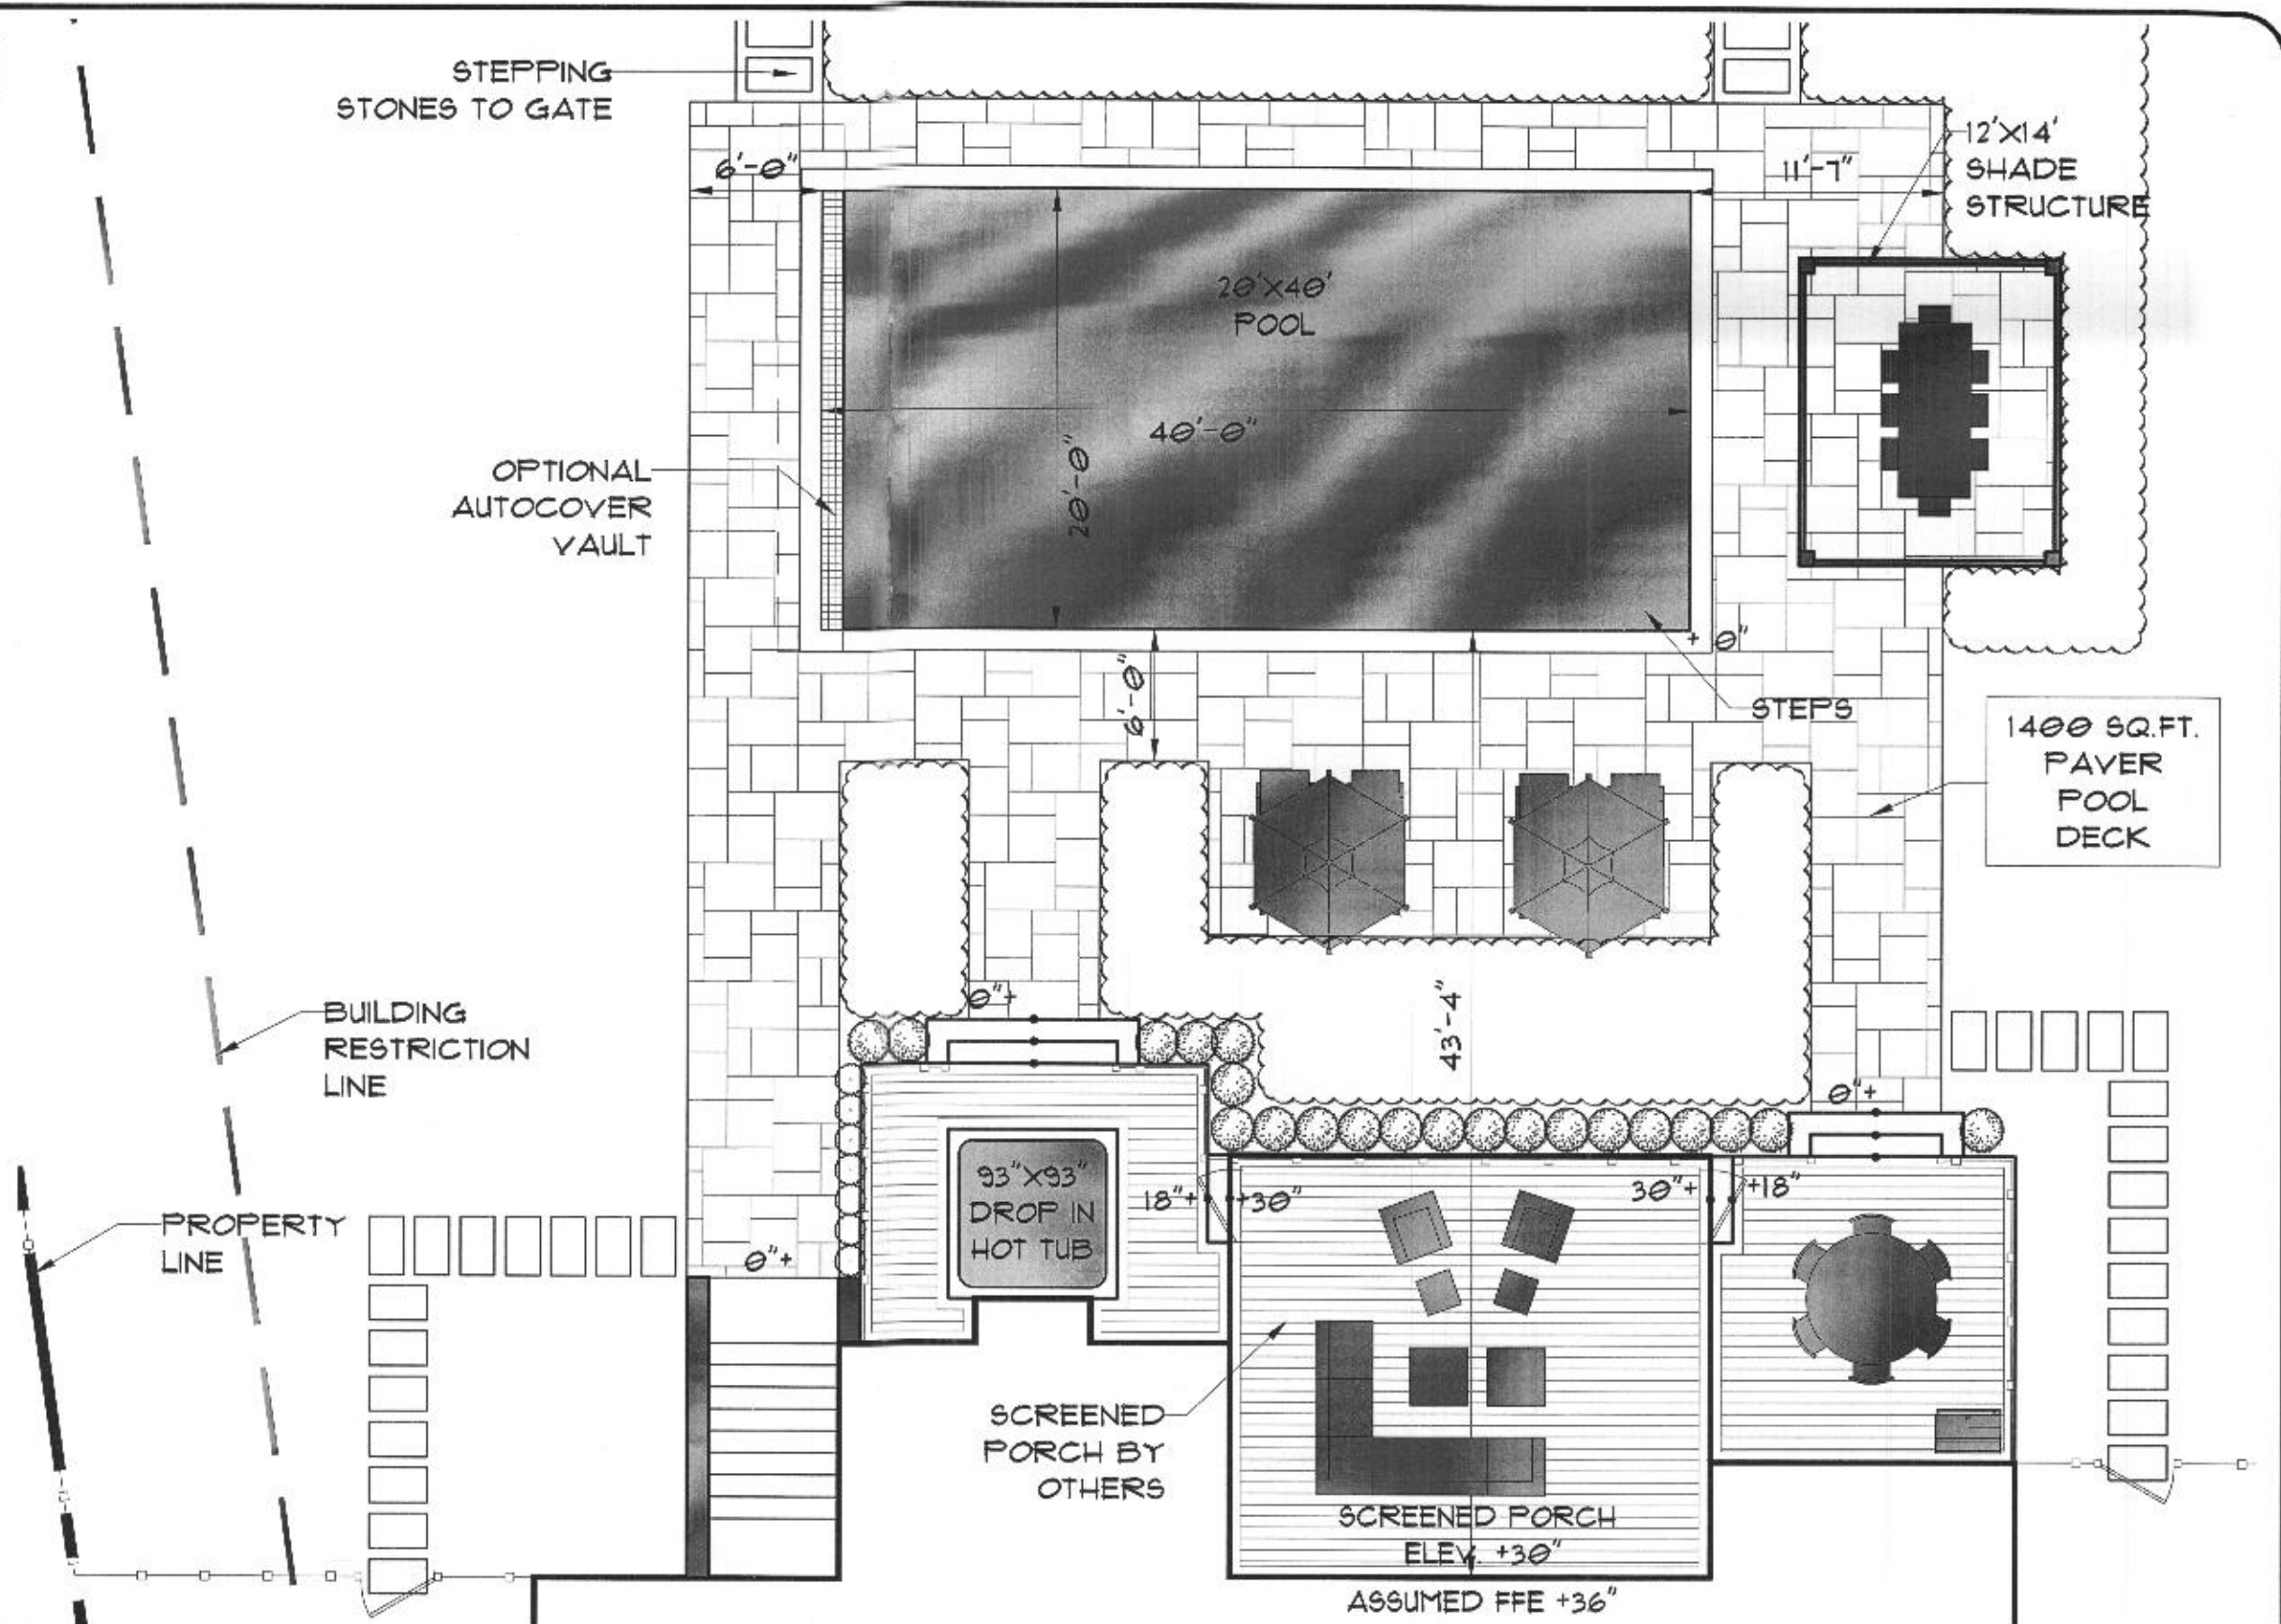 STEPPING
STONES TO GATE
6'-0"
11'-7"
12'X14'
SHADE
STRUCTURE
20'X40'
POOL
40'-0"
20'-0"
OPTIONAL
AUTOCOVER
VAULT
+ 0"
6'-0"
STEPS
1400 SQ.FT.
PAVER
POOL
DECK
0"+
43'-4"
BUILDING
RESTRICTION
LINE
0"+
93"X93"
DROP IN
HOT TUB
18"+
+30"
30"+
+18"
PROPERTY
LINE
0"+
SCREENED
PORCH BY
OTHERS
SCREENED PORCH
ELEV. +30"
ASSUMED FFE +36"